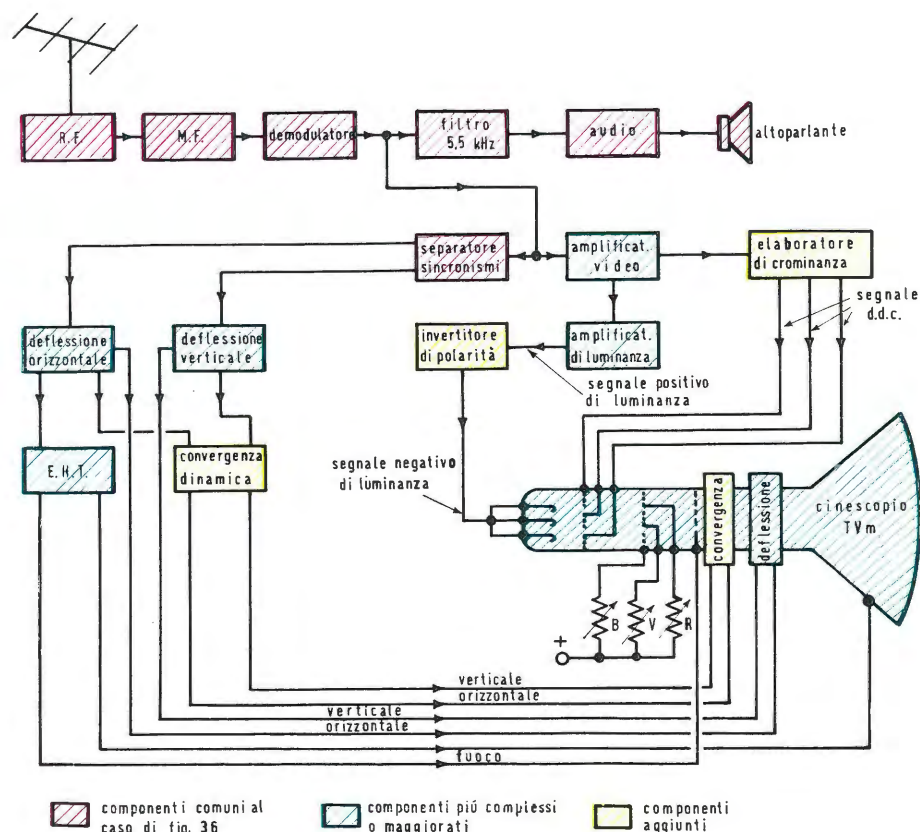 R.F.
M.F.
demodulatore
filtro
5,5 kHz
audio
altoparlante
separatore
sincronismi
amplificat.
video
elaboratore
di crominanza
segnale
d.d.c.
deflessione
orizzontale
deflessione
verticale
invertitore
di polarità
amplificat.
di luminanza
segnale positivo
di luminanza
E.H.T.
convergenza
dinamica
segnale negativo
di luminanza
convergenza
deflessione
cinescopio
TVm
B
V
R
+
verticale
orizzontale
verticale
orizzontale
fuoco
componenti comuni al
caso di fig. 36
componenti piú complessi
o maggiorati
componenti
aggiunti